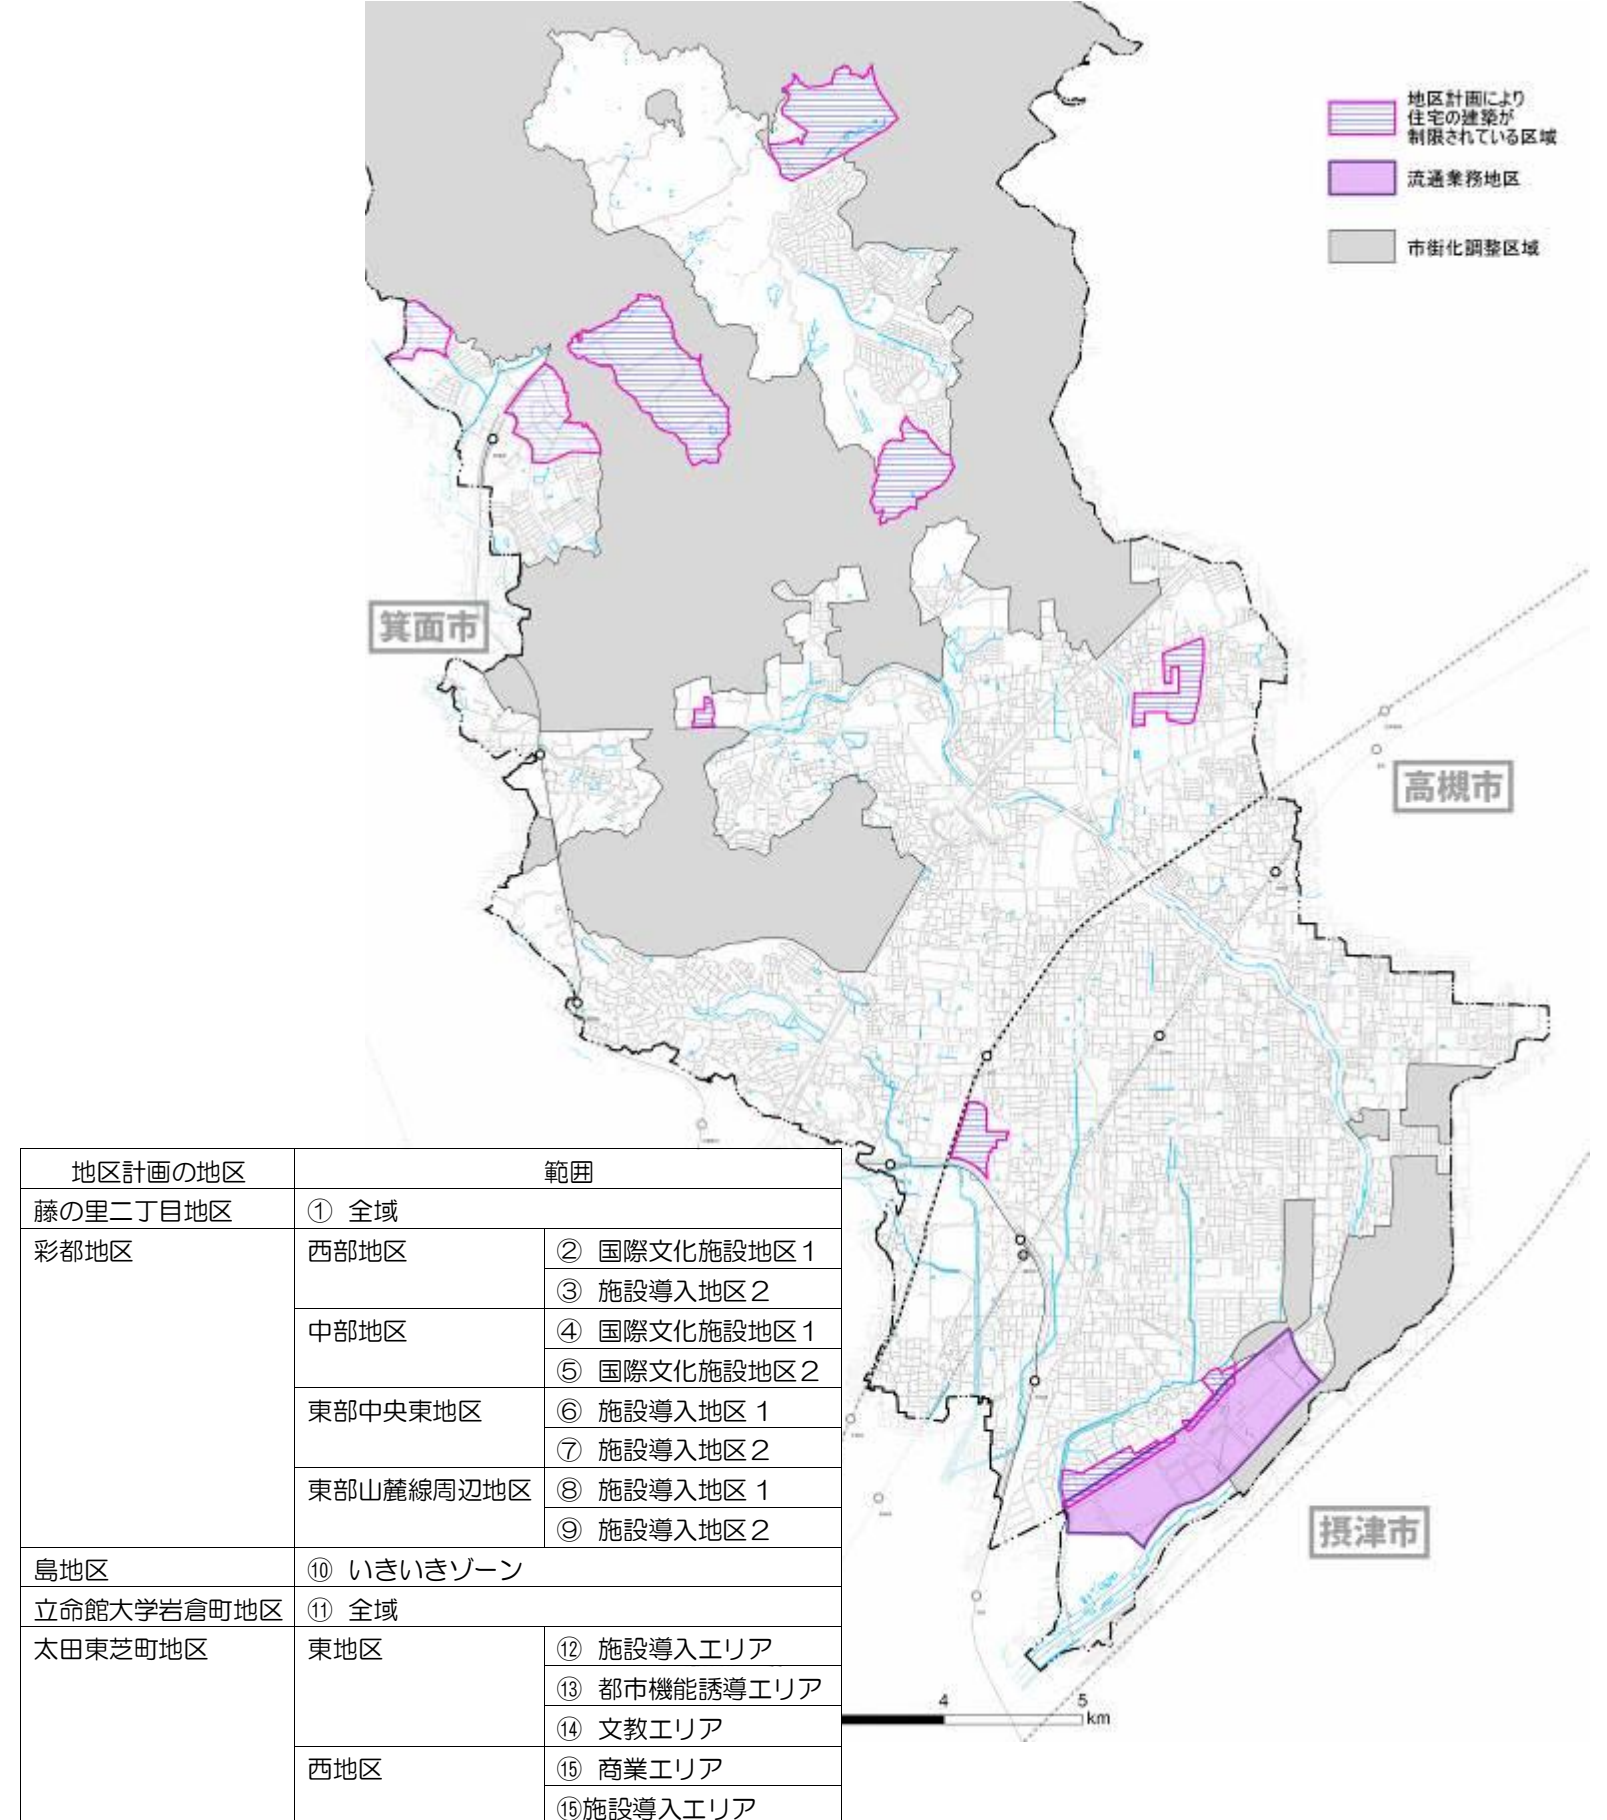 地区計画により
住宅の建築が
制限されている区域
流通業務地区
市街化調整区域
箕面市
高槻市
摂津市
4 5
km
地区計画の地区 範囲
藤の里二丁目地区 ① 全域
彩都地区 西部地区 ② 国際文化施設地区1
③ 施設導入地区2
中部地区 ④ 国際文化施設地区1
⑤ 国際文化施設地区2
東部中央東地区 ⑥ 施設導入地区1
⑦ 施設導入地区2
東部山麓線周辺地区 ⑧ 施設導入地区1
⑨ 施設導入地区2
島地区 ⑩ いきいきゾーン
立命館大学岩倉町地区 ⑪ 全域
太田東芝町地区 東地区 ⑫ 施設導入エリア
⑬ 都市機能誘導エリア
⑭ 文教エリア
西地区 ⑮ 商業エリア
⑮施設導入エリア